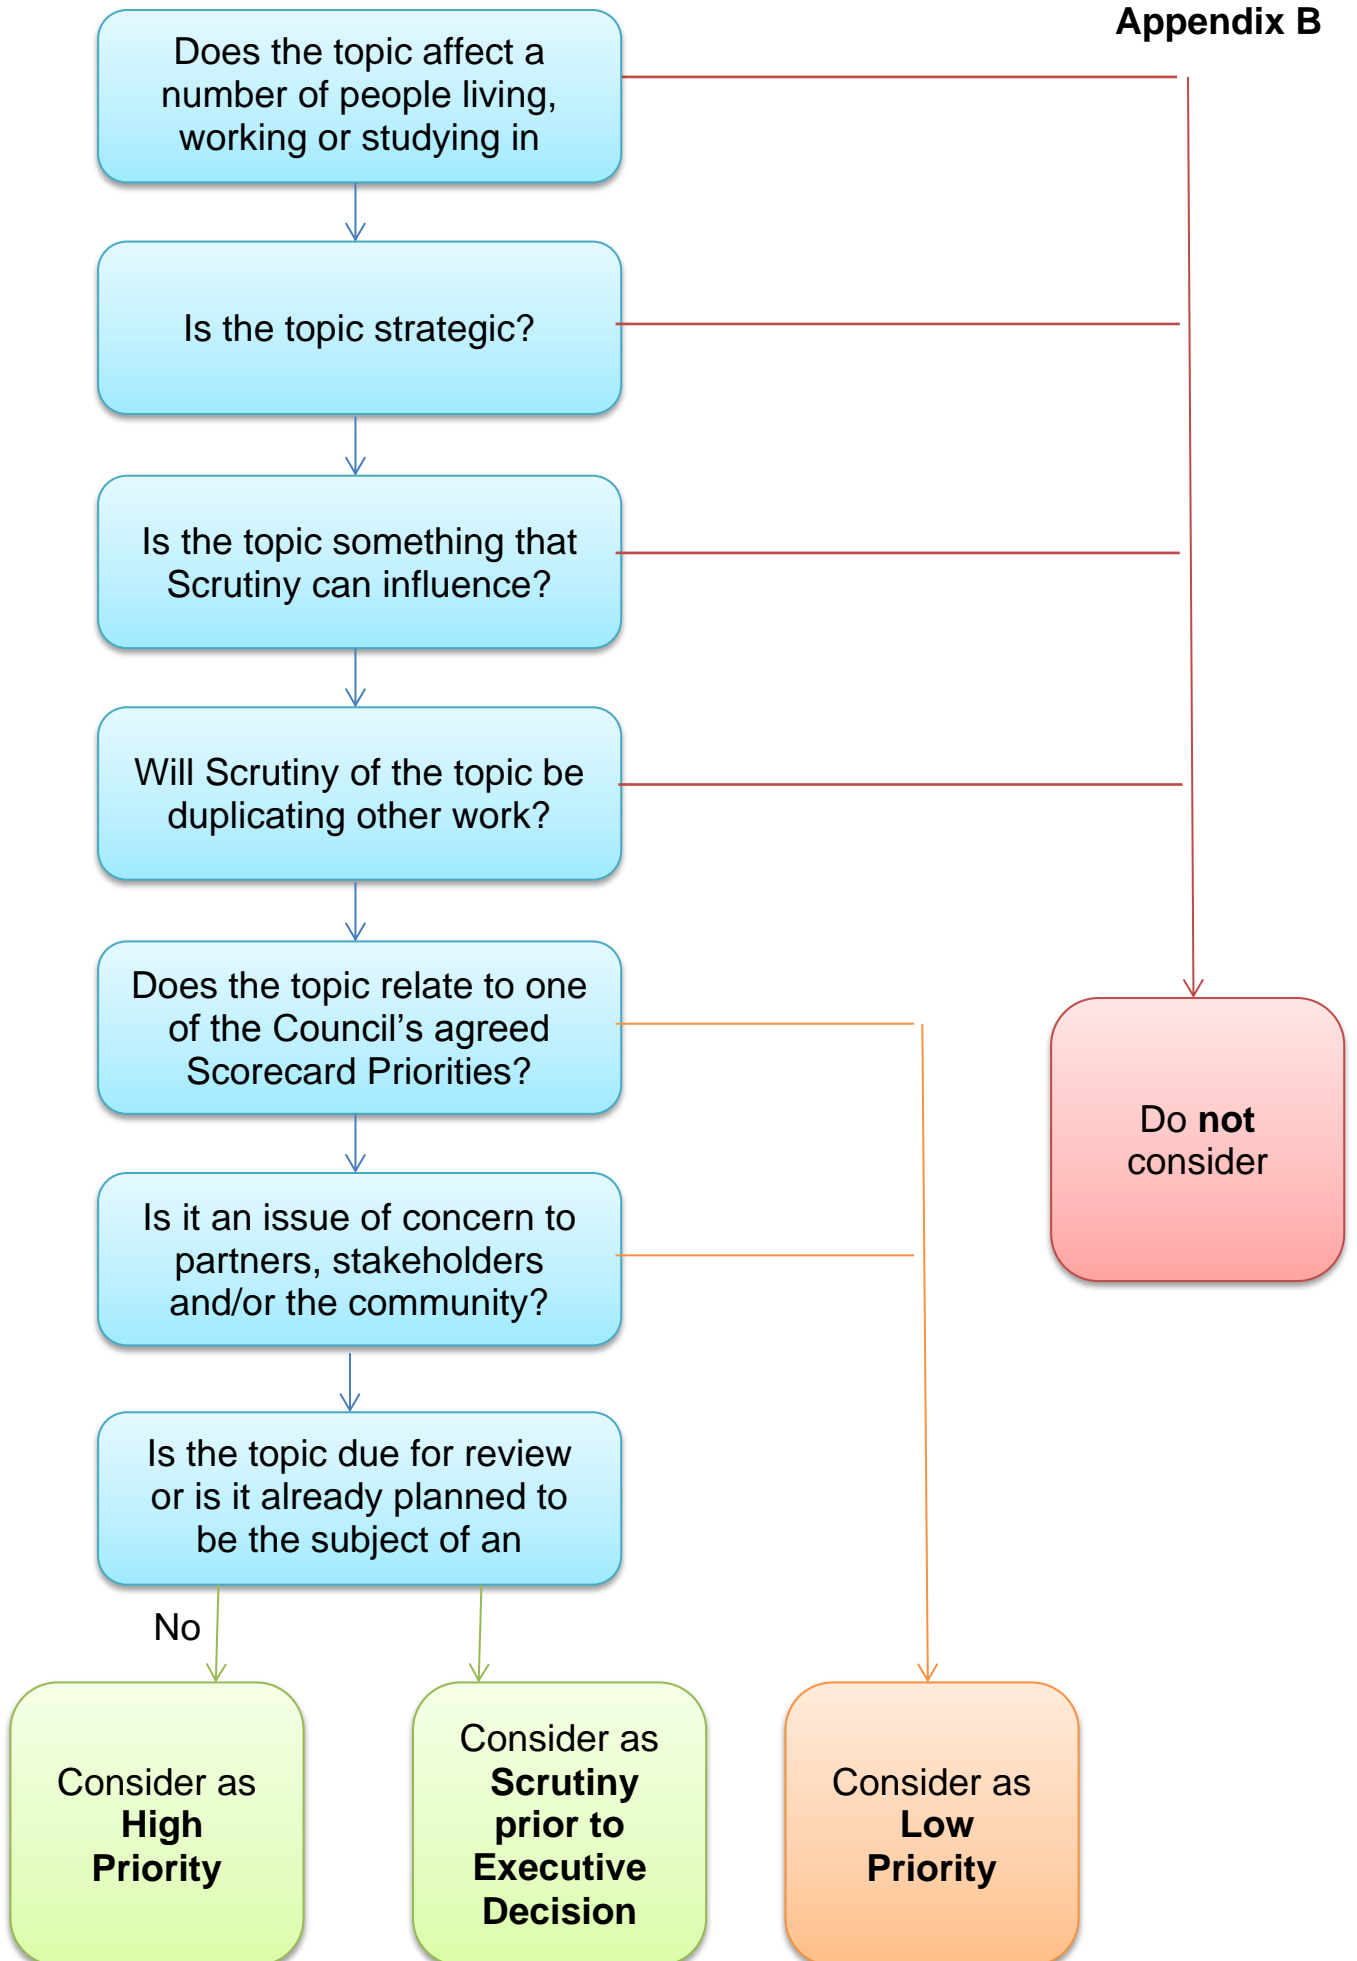 Appendix B
Does the topic affect a
number of people living,
working or studying in
Is the topic strategic?
Is the topic something that
Scrutiny can influence?
Will Scrutiny of the topic be
duplicating other work?
Does the topic relate to one
of the Council’s agreed
Scorecard Priorities?
Do not
consider
Is it an issue of concern to
partners, stakeholders
and/or the community?
Is the topic due for review
or is it already planned to
be the subject of an
No
Consider as
High
Priority
Consider as
Scrutiny
prior to
Executive
Decision
Consider as
Low
Priority